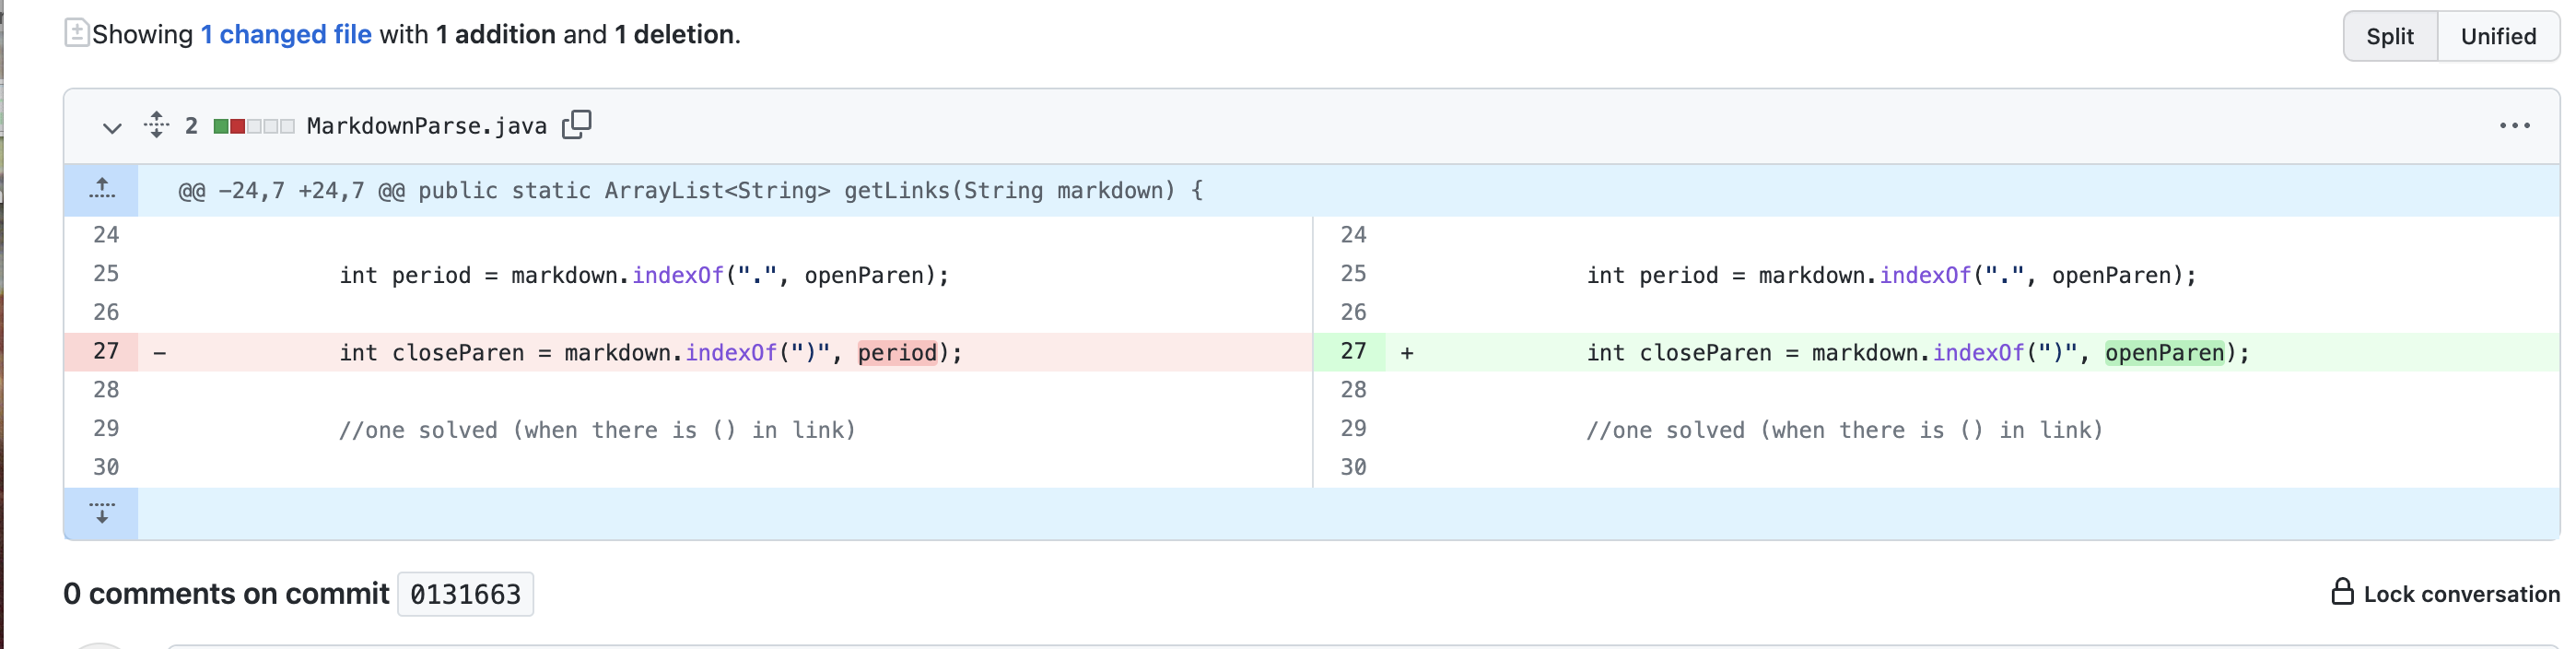 Showing 1 changed file with 1 addition and 1 deletion.
Split Unified
2 MarkdownParse.java
@@ -24,7 +24,7 @@ public static ArrayList<String> getLinks(String markdown) {
24 24
25 int period = markdown.indexOf(".", openParen); 25 int period = markdown.indexOf(".", openParen);
26 26
27 - int closeParen = markdown.indexOf(")", period); 27 + int closeParen = markdown.indexOf(")", openParen);
28 28
29 //one solved (when there is () in link) 29 //one solved (when there is () in link)
30 30
0 comments on commit 0131663
Lock conversation